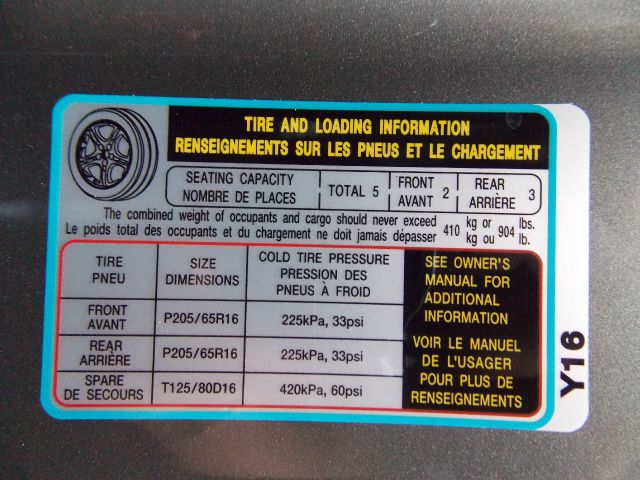 TIRE AND LOADING INFORMATION
RENSEIGNEMENTS SUR LES PNEUS ET LE CHARGEMENT
SEATING CAPACITY
NOMBRE DE PLACES
TOTAL 5
FRONT
AVANT
2
REAR
ARRIÈRE
3
The combined weight of occupants and cargo should never exceed
Le poids total des occupants et du chargement ne doit jamais dépasser
410
kg or
kg ou
904
lbs.
lb.
TIRE
PNEU
SIZE
DIMENSIONS
COLD TIRE PRESSURE
PRESSION DES
PNEUS À FROID
FRONT
AVANT
P205/65R16
225kPa, 33psi
REAR
ARRIÈRE
P205/65R16
225kPa, 33psi
SPARE
DE SECOURS
T125/80D16
420kPa, 60psi
SEE OWNER'S
MANUAL FOR
ADDITIONAL
INFORMATION
VOIR LE MANUEL
DE L'USAGER
POUR PLUS DE
RENSEIGNEMENTS
Y16